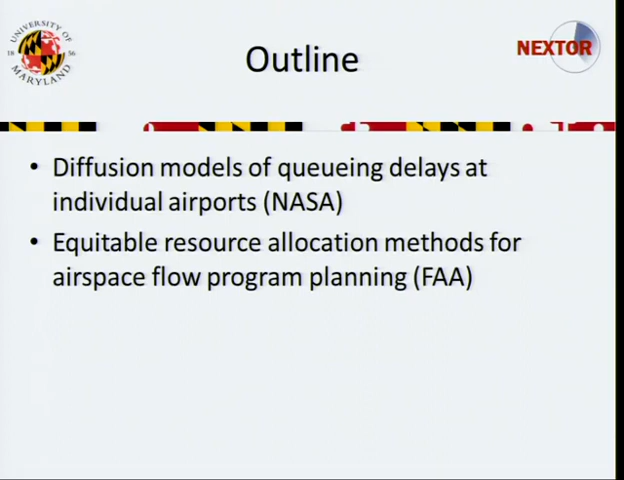 UNIVERSITY OF
18 56
MARYLAND
NEXTOR
Outline
• Diffusion models of queueing delays at
individual airports (NASA)
• Equitable resource allocation methods for
airspace flow program planning (FAA)